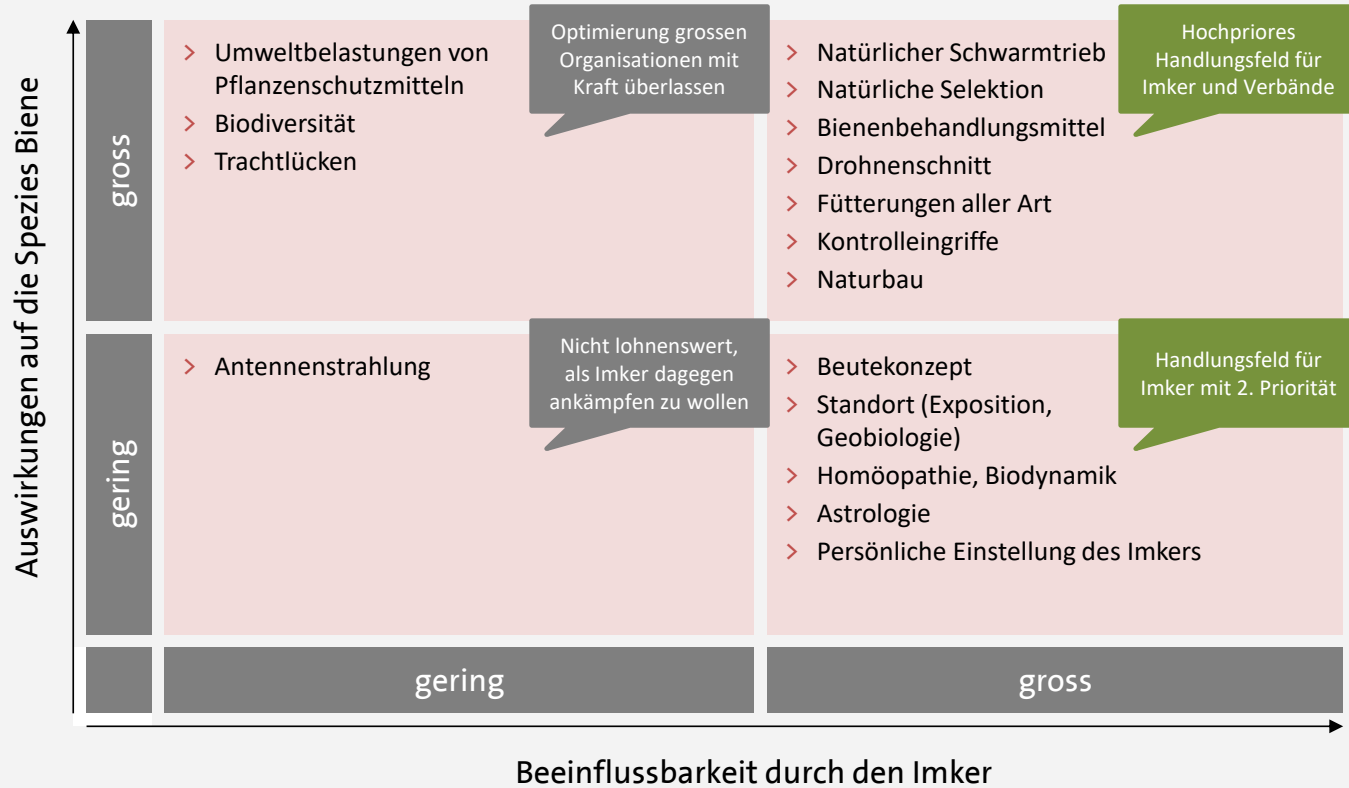 Auswirkungen auf die Spezies Biene
gross
> Umweltbelastungen von
Pflanzenschutzmitteln
> Biodiversität
> Trachtlücken
Optimierung grossen
Organisationen mit
Kraft überlassen
> Natürlicher Schwarmtrieb
> Natürliche Selektion
> Bienenbehandlungsmittel
> Drohnenschnitt
> Fütterungen aller Art
> Kontrolleingriffe
> Naturbau
Hochpriores
Handlungsfeld für
Imker und Verbände
gering
> Antennenstrahlung
Nicht lohnenswert,
als Imker dagegen
ankämpfen zu wollen
> Beutekonzept
> Standort (Exposition,
Geobiologie)
> Homöopathie, Biodynamik
> Astrologie
> Persönliche Einstellung des Imkers
Handlungsfeld für
Imker mit 2. Priorität
gering
gross
Beeinflussbarkeit durch den Imker